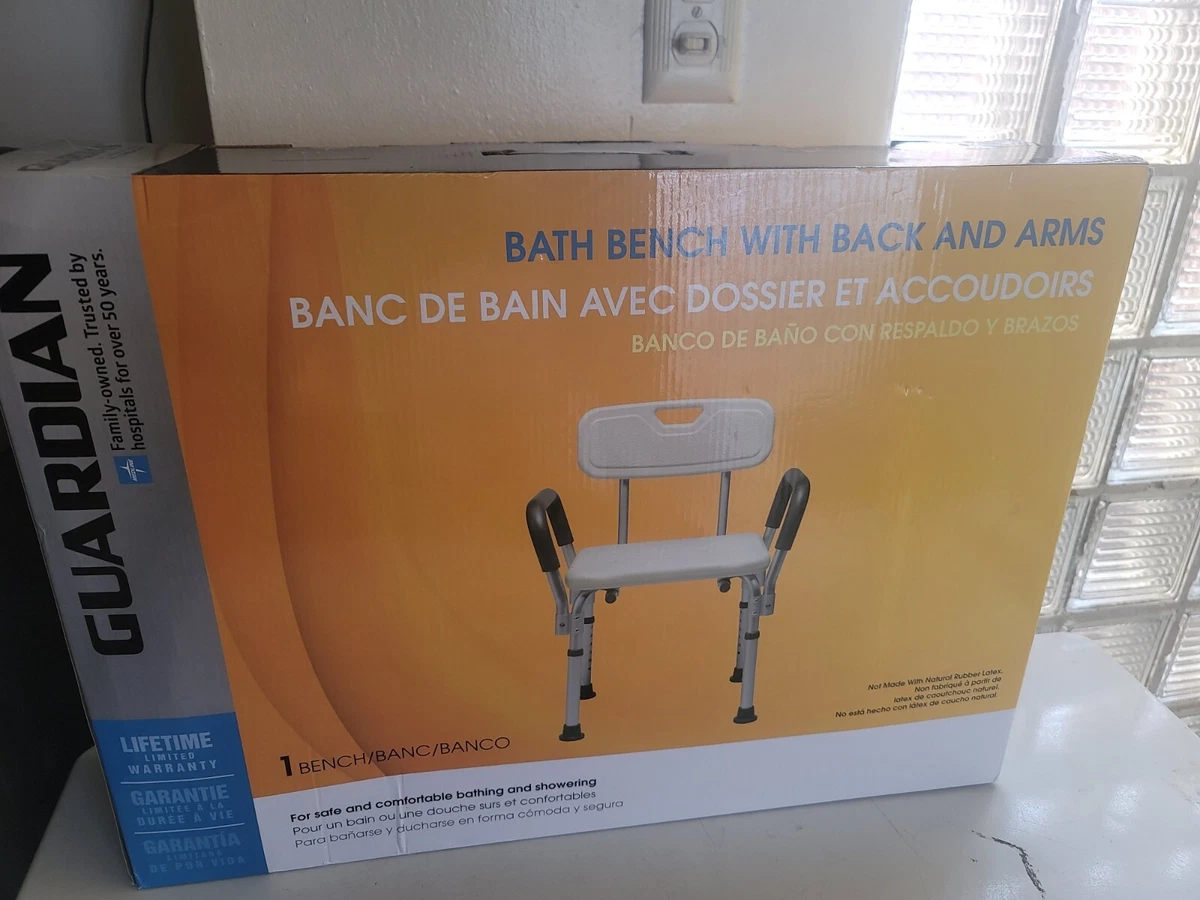 GUARDIAN
Family-owned. Trusted by
hospitals for over 50 years.
MEDLINE
BATH BENCH WITH BACK AND ARMS
BANC DE BAIN AVEC DOSSIER ET ACCOUDOIRS
BANCO DE BAÑO CON RESPALDO Y BRAZOS
Not Made With Natural Rubber Latex.
Non fabriqué à partir de
latex de caoutchouc naturel.
No está hecho con látex de caucho natural.
1 BENCH/BANC/BANCO
For safe and comfortable bathing and showering
Pour un bain ou une douche surs et confortables
Para bañarse y ducharse en forma cómoda y segura
LIFETIME
LIMITED
WARRANTY
GARANTIE
LIMITÉE À LA
DURÉE À VIE
GARANTÍA
LIMITADA
DE POR VIDA